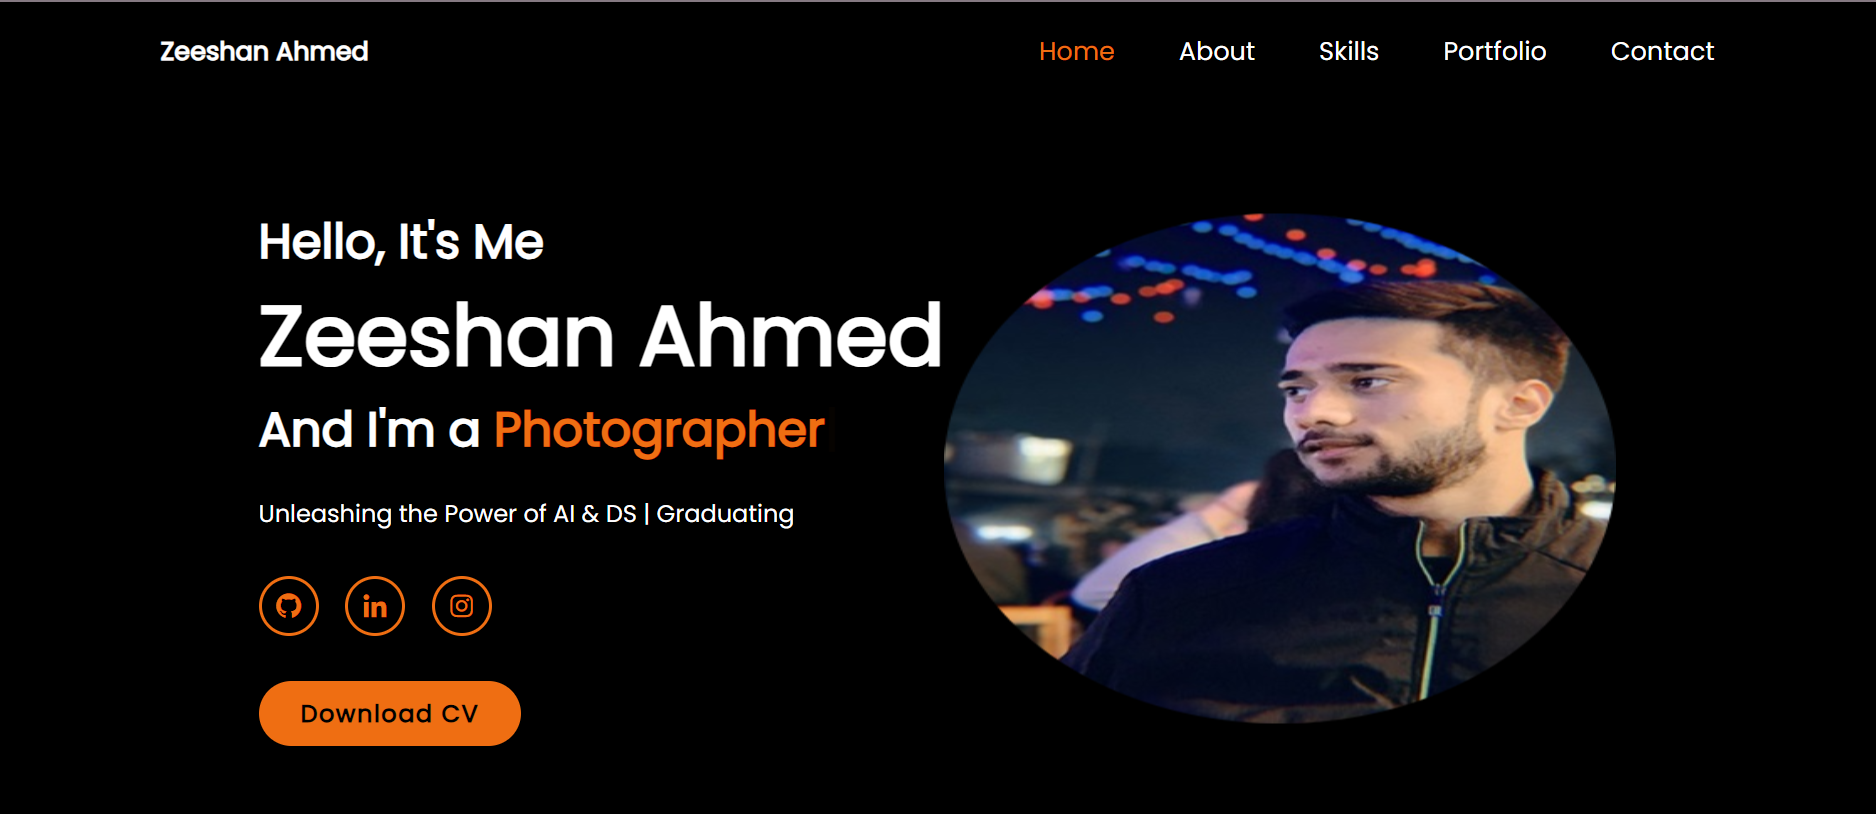 Zeeshan Ahmed
Home About Skills Portfolio Contact
Hello, It's Me
Zeeshan Ahmed
And I'm a Photographer
Unleashing the Power of AI & DS | Graduating
in
Download CV